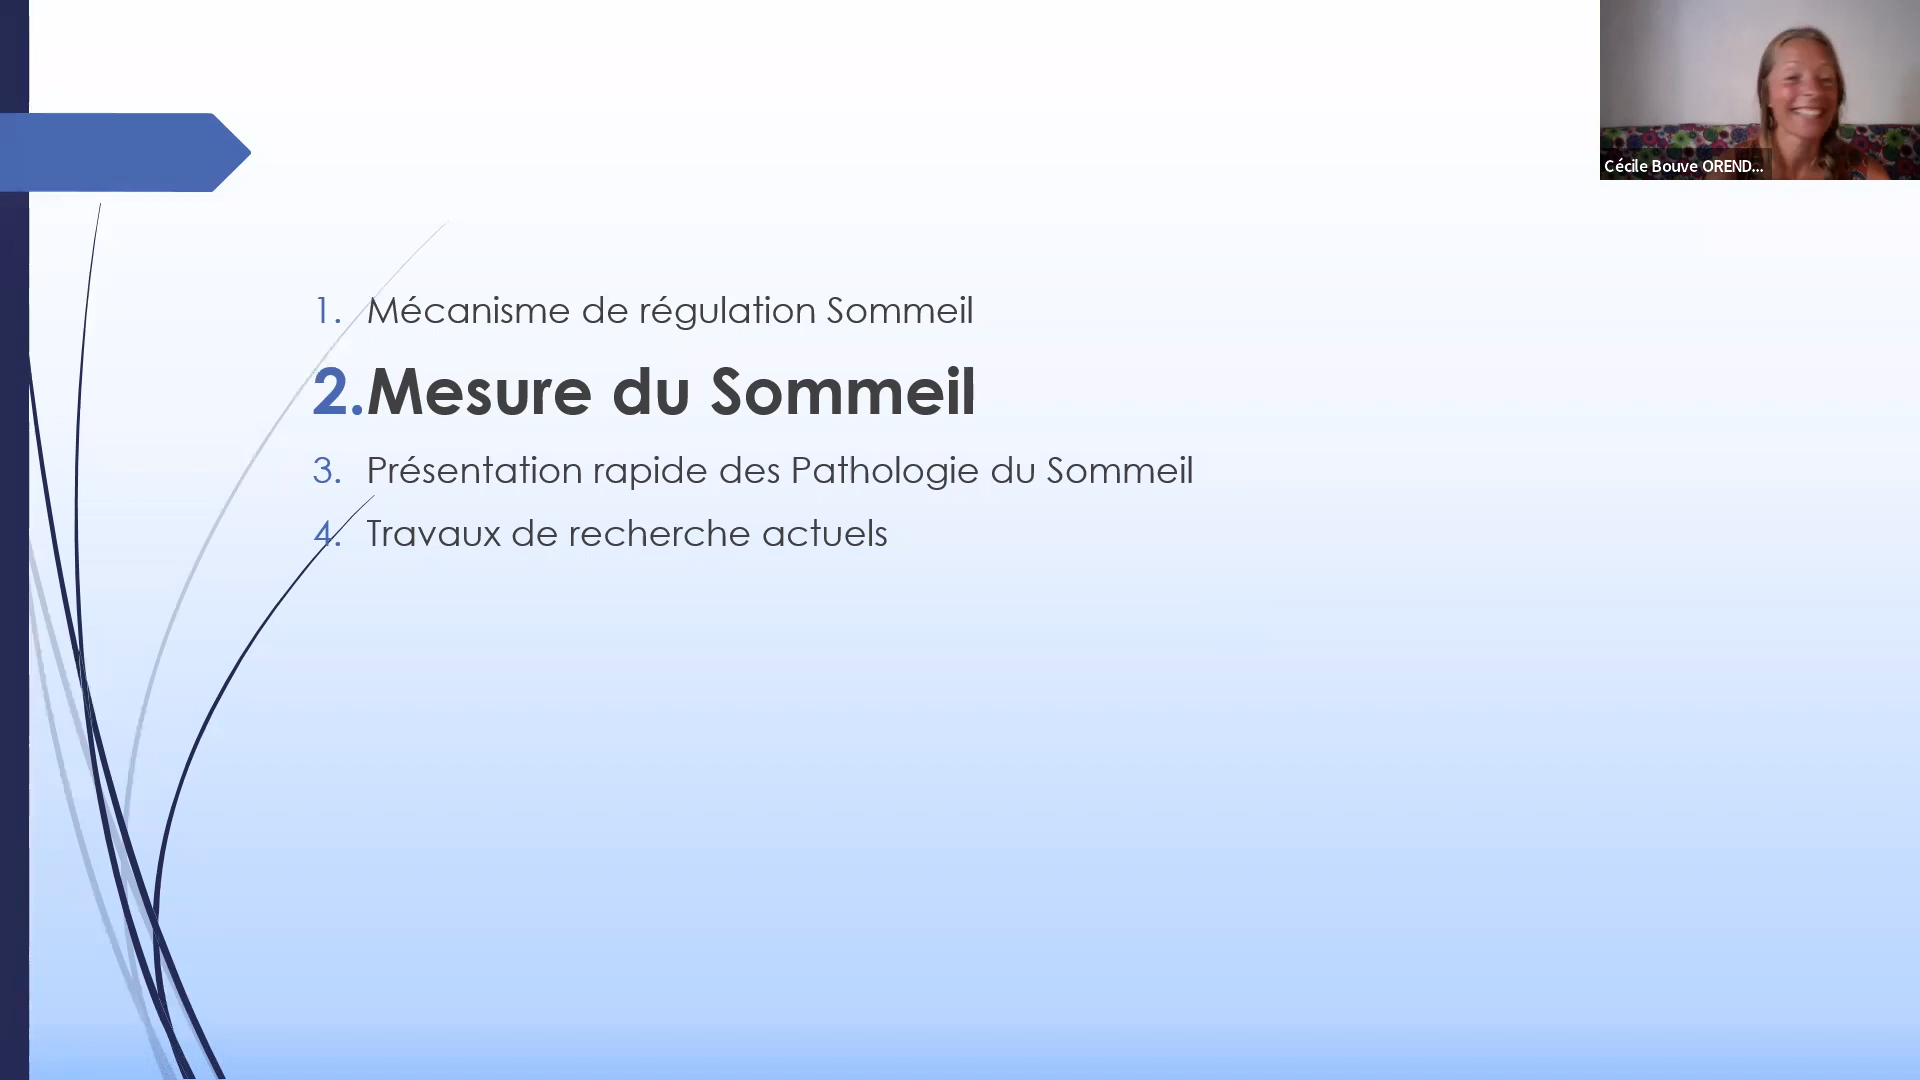 1. Mécanisme de régulation Sommeil
2. Mesure du Sommeil
3. Présentation rapide des Pathologie du Sommeil
4. Travaux de recherche actuels
Cécile Bouve OREND...